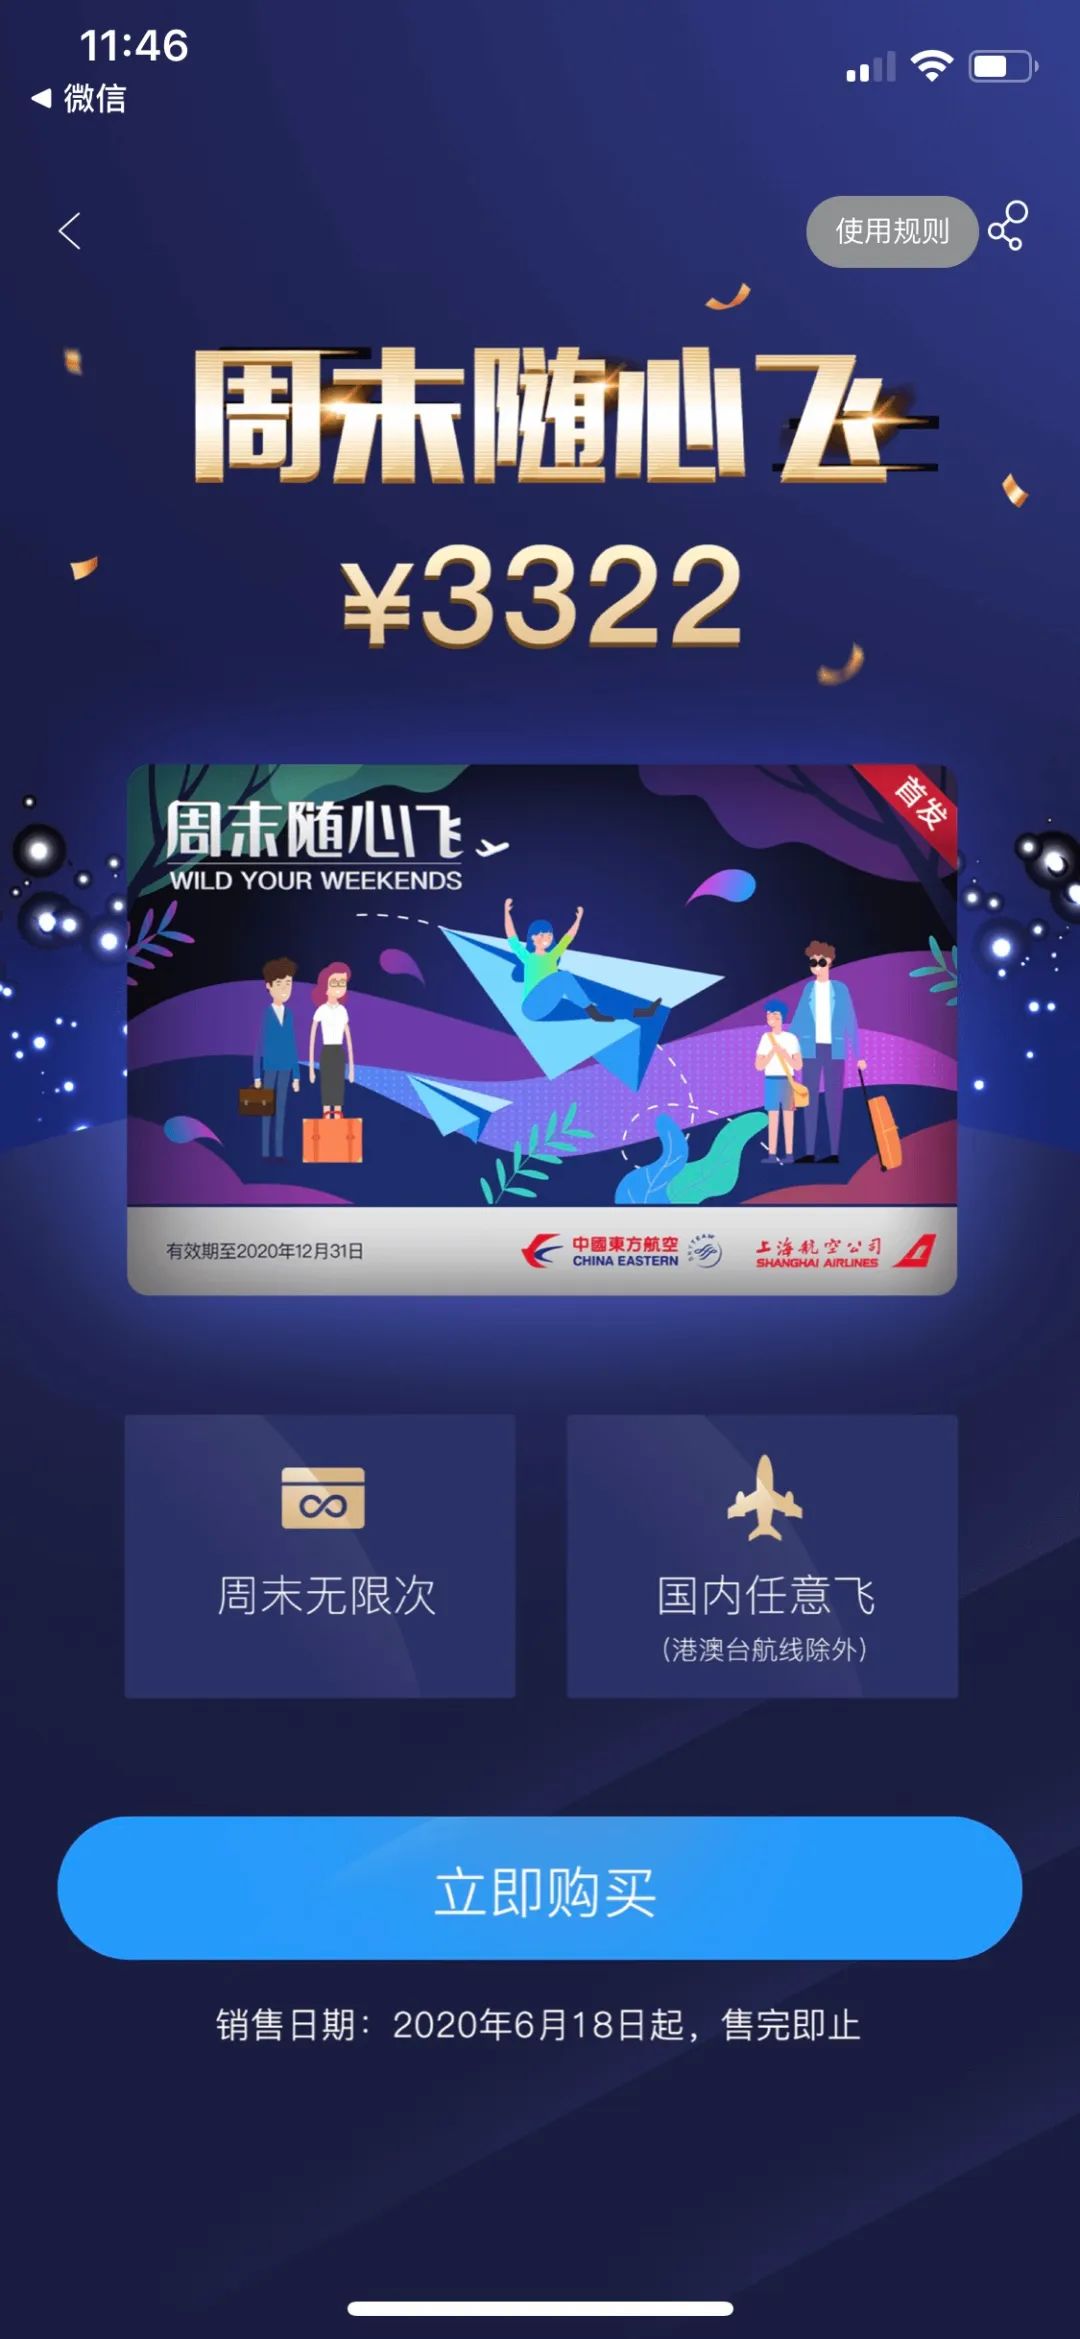 11:46
微信
使用规则
周末随心飞
¥3322
首发
周末随心飞
WILD YOUR WEEKENDS
有效期至2020年12月31日
中國東方航空
CHINA EASTERN
SKYTEAM
上海航空公司
SHANGHAI AIRLINES
周末无限次
国内任意飞
(港澳台航线除外)
立即购买
销售日期：2020年6月18日起，售完即止